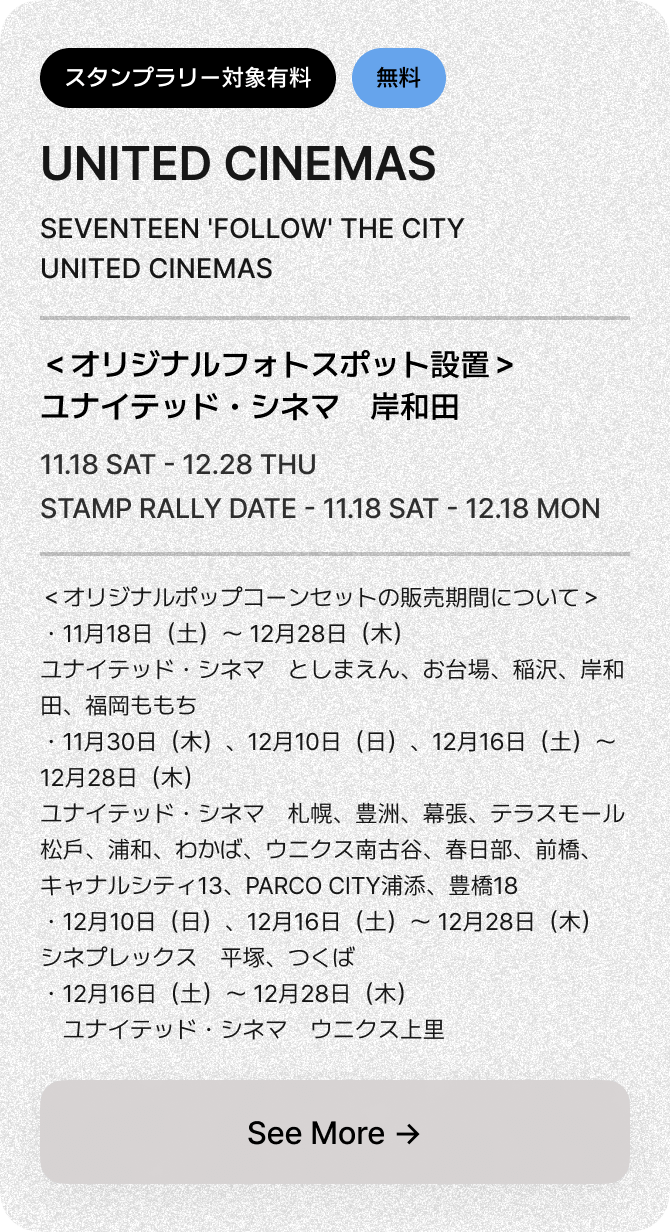 スタンプラリー対象有料
無料
UNITED CINEMAS
SEVENTEEN 'FOLLOW' THE CITY
UNITED CINEMAS
＜オリジナルフォトスポット設置＞
ユナイテッド・シネマ　岸和田
11.18 SAT - 12.28 THU
STAMP RALLY DATE - 11.18 SAT - 12.18 MON
＜オリジナルポップコーンセットの販売期間について＞
・11月18日（土）〜 12月28日（木）
ユナイテッド・シネマ　としまえん、お台場、稲沢、岸和
田、福岡ももち
・11月30日（木）、12月10日（日）、12月16日（土）〜
12月28日（木）
ユナイテッド・シネマ　札幌、豊洲、幕張、テラスモール
松戸、浦和、わかば、ウニクス南古谷、春日部、前橋、
キャナルシティ13、PARCO CITY浦添、豊橋18
・12月10日（日）、12月16日（土）〜 12月28日（木）
シネプレックス　平塚、つくば
・12月16日（土）〜 12月28日（木）
　ユナイテッド・シネマ　ウニクス上里
See More →